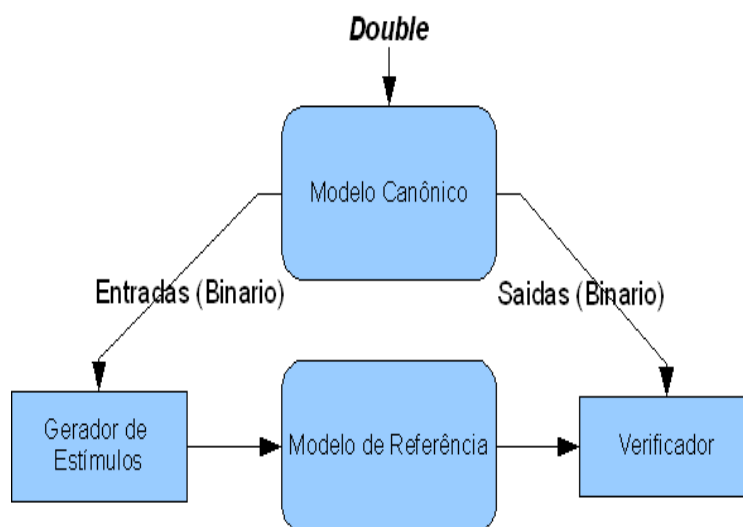 Double
Modelo Canônico
Entradas (Binario)
Saidas (Binario)
Gerador de
Estímulos
Modelo de Referência
Verificador